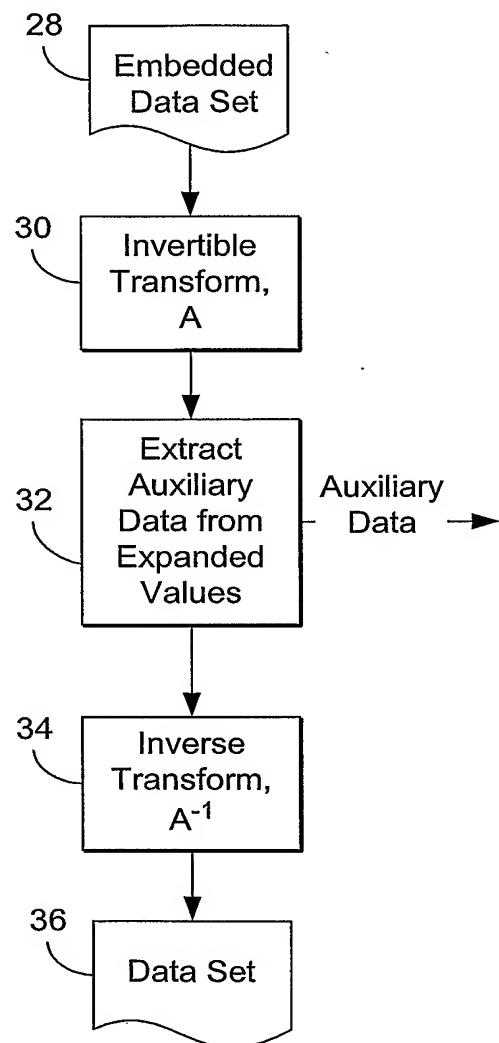 28
Embedded
Data Set
30
Invertible
Transform,
A
32
Extract
Auxiliary
Data from
Expanded
Values
Auxiliary
Data
34
Inverse
Transform,
A⁻¹
36
Data Set